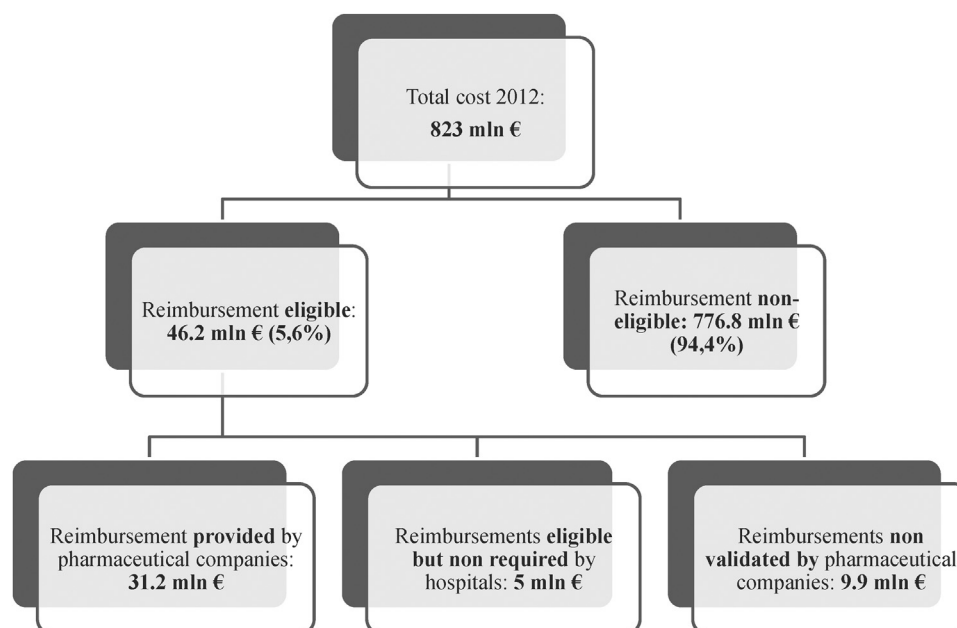 Total cost 2012:
823 mln €
Reimbursement eligible:
46.2 mln € (5,6%)
Reimbursement non-
eligible: 776.8 mln €
(94,4%)
Reimbursement provided by
pharmaceutical companies:
31.2 mln €
Reimbursements eligible
but non required by
hospitals: 5 mln €
Reimbursements non
validated by pharmaceutical
companies: 9.9 mln €